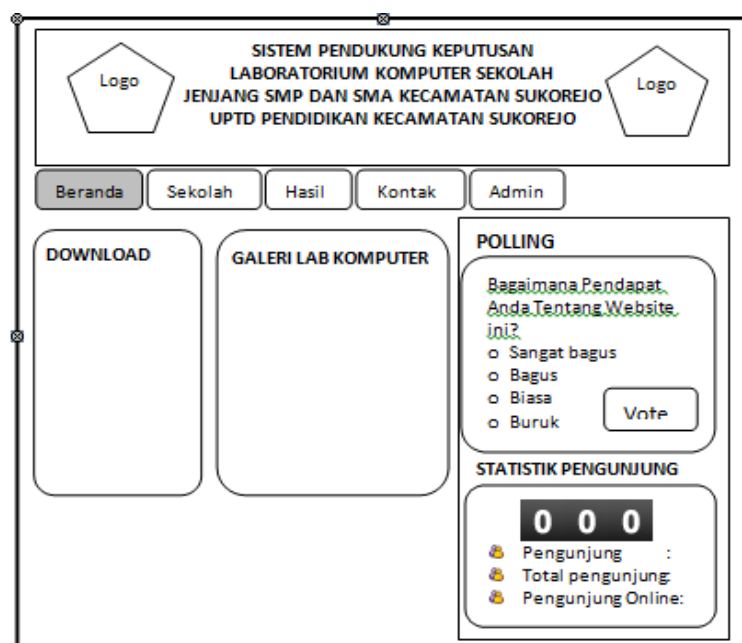 SISTEM PENDUKUNG KEPUTUSAN
LABORATORIUM KOMPUTER SEKOLAH
JENJANG SMP DAN SMA KECAMATAN SUKOREJO
UPTD PENDIDIKAN KECAMATAN SUKOREJO
Logo
Logo
Beranda
Sekolah
Hasil
Kontak
Admin
DOWNLOAD
GALERI LAB KOMPUTER
POLLING
Bagaimana Pendapat
Anda Tentang Website
ini?
o Sangat bagus
o Bagus
o Biasa
o Buruk
Vote
STATISTIK PENGUNJUNG
0 0 0
Pengunjung :
Total pengunjung:
Pengunjung Online: